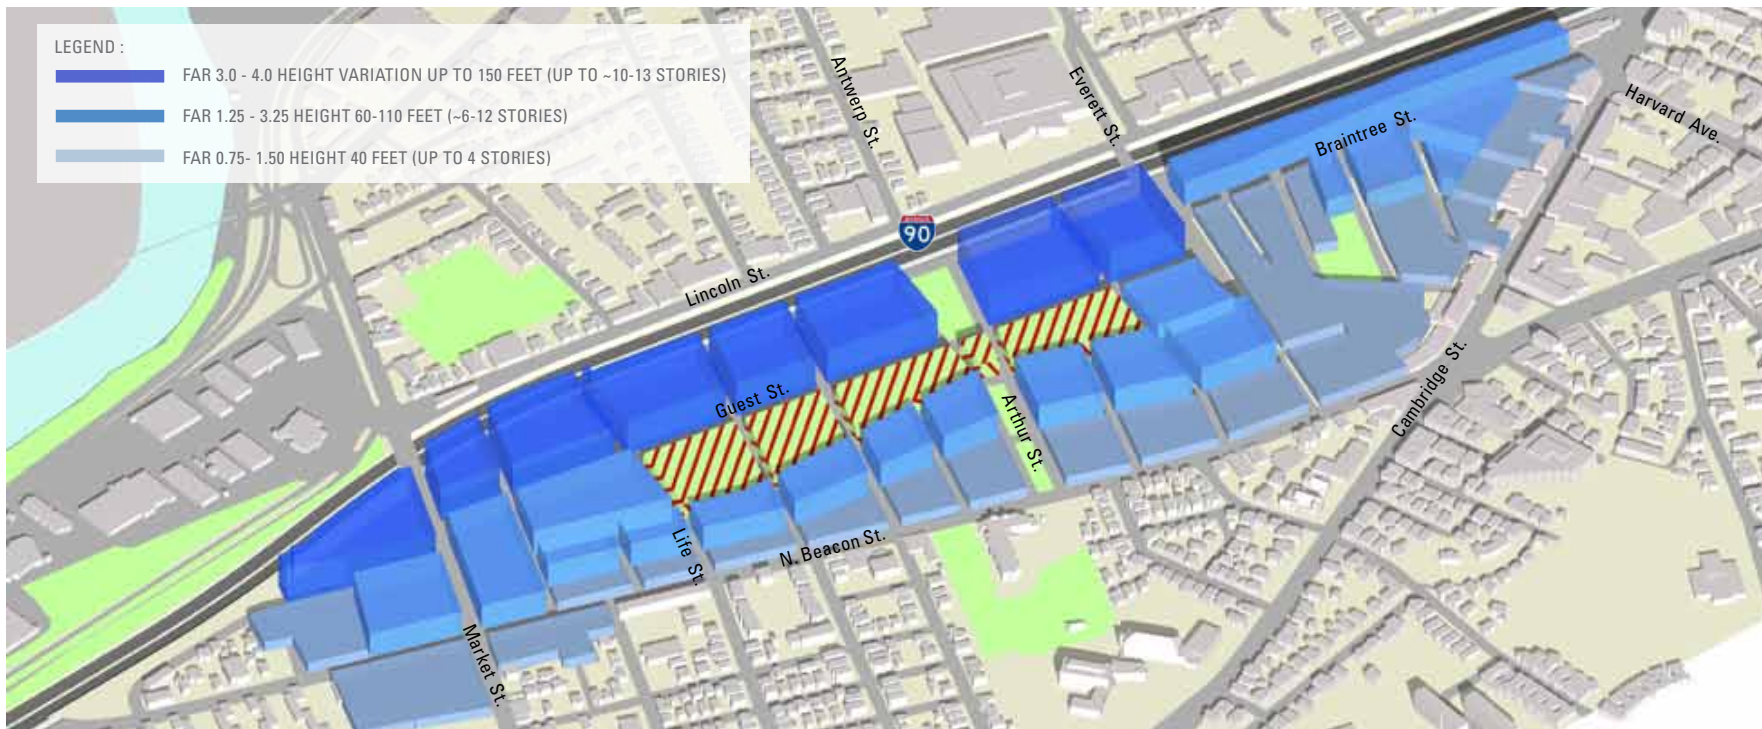 LEGEND :
FAR 3.0 - 4.0 HEIGHT VARIATION UP TO 150 FEET (UP TO ~10-13 STORIES)
FAR 1.25 - 3.25 HEIGHT 60-110 FEET (~6-12 STORIES)
FAR 0.75- 1.50 HEIGHT 40 FEET (UP TO 4 STORIES)
Antwerp St.
Everett St.
Harvard Ave.
Braintree St.
90
Lincoln St.
Guest St.
Arthur St.
Cambridge St.
Life St.
N. Beacon St.
Market St.